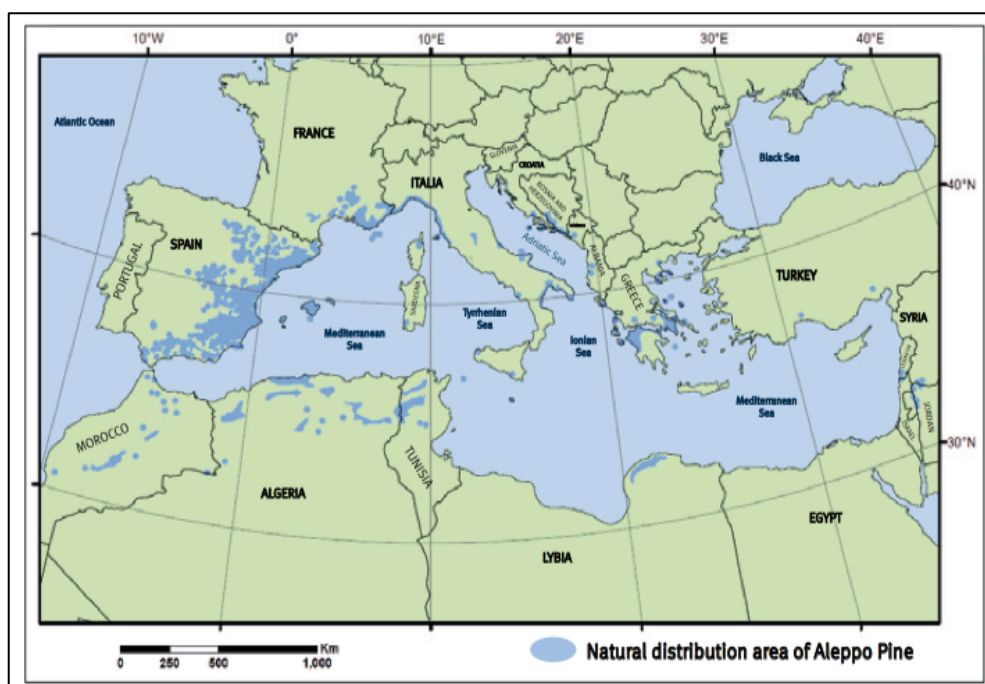 10°W 0° 10°E 20°E 30°E 40°E
Atlantic Ocean
FRANCE
SLOVENIA
CROATIA
Black Sea
ITALIA
BOSNIA AND
HERZEGOVINA
40°N
SPAIN
PORTUGAL
Adriatic Sea
ALBANIA
GREECE
TURKEY
SARDEGNA
Tyrrhenian
Sea
Mediterranean
Sea
Ionian
Sea
SYRIA
LEBANON
Mediterranean
Sea
JORDAN
ISRAEL
MOROCCO
TUNISIA
30°N
ALGERIA
EGYPT
LYBIA
Km
0 250 500 1,000
Natural distribution area of Aleppo Pine